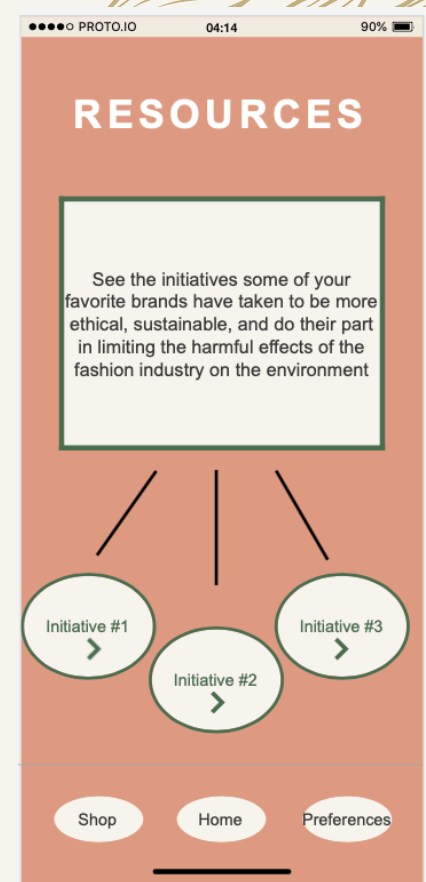 PROTO.IO 04:14 90%
RESOURCES
See the initiatives some of your
favorite brands have taken to be more
ethical, sustainable, and do their part
in limiting the harmful effects of the
fashion industry on the environment
Initiative #1
Initiative #3
Initiative #2
Shop Home Preferences